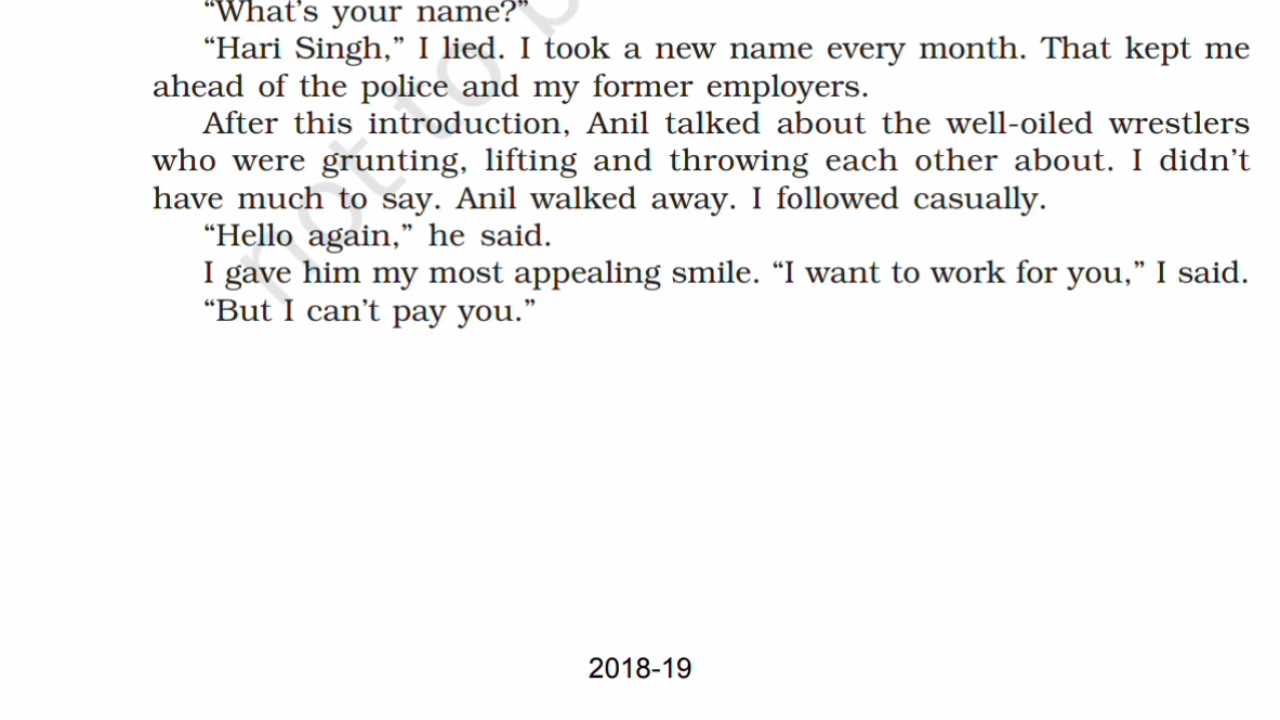 “What’s your name?”
“Hari Singh,” I lied. I took a new name every month. That kept me
ahead of the police and my former employers.
After this introduction, Anil talked about the well-oiled wrestlers
who were grunting, lifting and throwing each other about. I didn’t
have much to say. Anil walked away. I followed casually.
“Hello again,” he said.
I gave him my most appealing smile. “I want to work for you,” I said.
“But I can’t pay you.”
not to b
2018-19